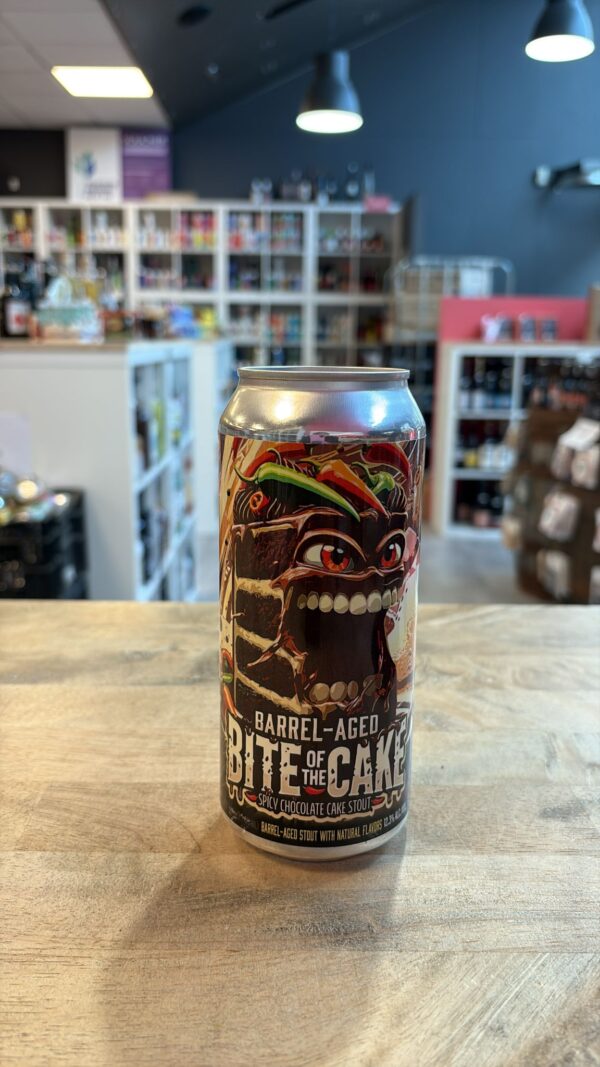 BARREL-AGED
BITE OF THE CAKE
SPICY CHOCOLATE CAKE STOUT
BARREL-AGED STOUT WITH NATURAL FLAVORS